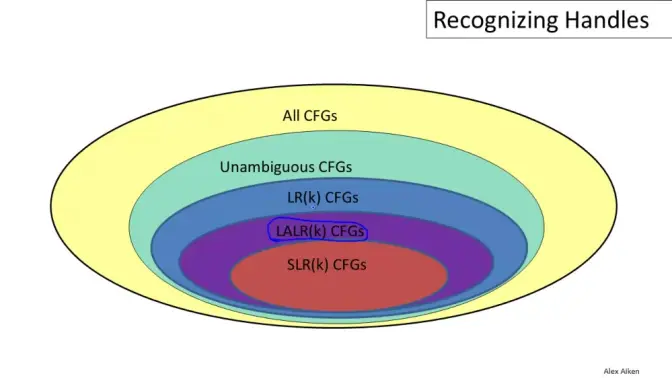 Recognizing Handles
All CFGs
Unambiguous CFGs
LR(k) CFGs
LALR(k) CFGs
SLR(k) CFGs
Alex Aiken